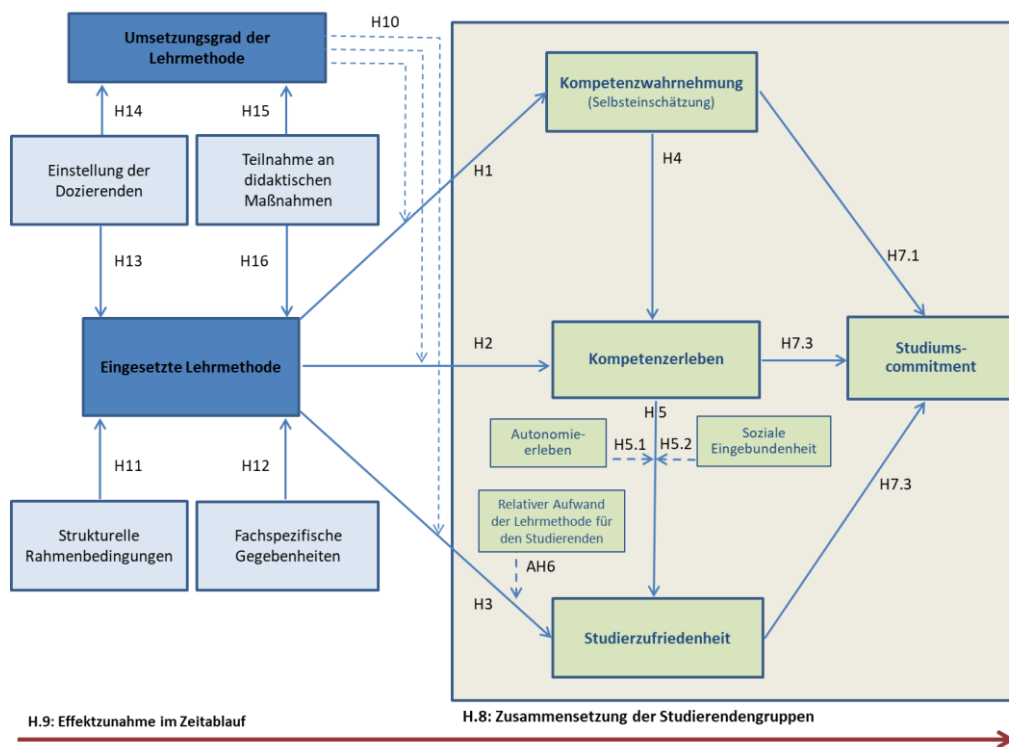 H10
Umsetzungsgrad der
Lehrmethode
H14
H15
Einstellung der
Dozierenden
Teilnahme an
didaktischen
Maßnahmen
H13
H16
Eingesetzte Lehrmethode
H11
H12
Strukturelle
Rahmenbedingungen
Fachspezifische
Gegebenheiten
H1
H2
H3
Kompetenzwahrnehmung
(Selbsteinschätzung)
H4
H7.1
Kompetenzerleben
H7.3
Studiums-
commitment
H5
Autonomie-
erleben
H5.1
H5.2
Soziale
Eingebundenheit
H7.3
Relativer Aufwand
der Lehrmethode für
den Studierenden
AH6
Studierzufriedenheit
H.9: Effektzunahme im Zeitablauf
H.8: Zusammensetzung der Studierendengruppen